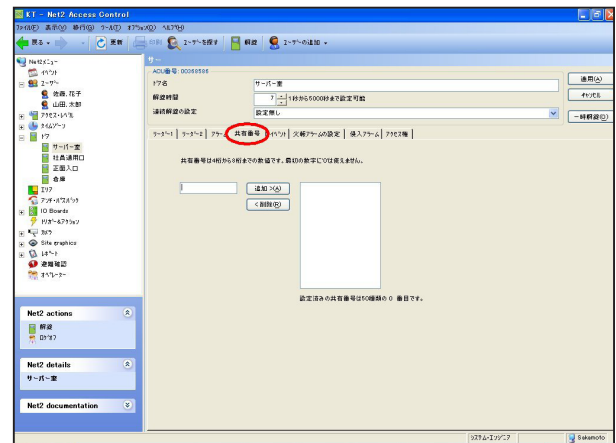 KT - Net2 Access Control
ファイル(F) 表示(V) 移行(G) ツール(T) オプション(O) ヘルプ(H)
戻る 更新 印刷 ユーザーを探す 解錠 ユーザーの追加
Net2メニュー
イベント
ユーザー
佐藤, 花子
山田, 太郎
アクセス・レベル
タイムゾーン
ドア
サーバー室
社員通用口
正面入口
倉庫
エリア
アンチ・パスバック
IO Boards
トリガー&アクション
カメラ
Site graphics
レポート
避難確認
オペレーター
Net2 actions
解錠
ログオフ
Net2 details
サーバー室
Net2 documentation
サー
ACU番号: 00268586
ドア名
サーバー室
解錠時間
7
1秒から5000秒まで設定可能
連続解錠の設定
設定無し
適用(A)
キャンセル
一時解錠(O)
リーダー1 リーダー2 アラーム 共有番号 イベント 火報アラームの設定 侵入アラーム アクセス権
共有番号は4桁から8桁までの数値です。最初の数字に'0'は使えません。
追加 >(A)
< 削除(R)
設定済みの共有番号は50種類の 0 番目です。
システム・エンジニア
Sakamoto